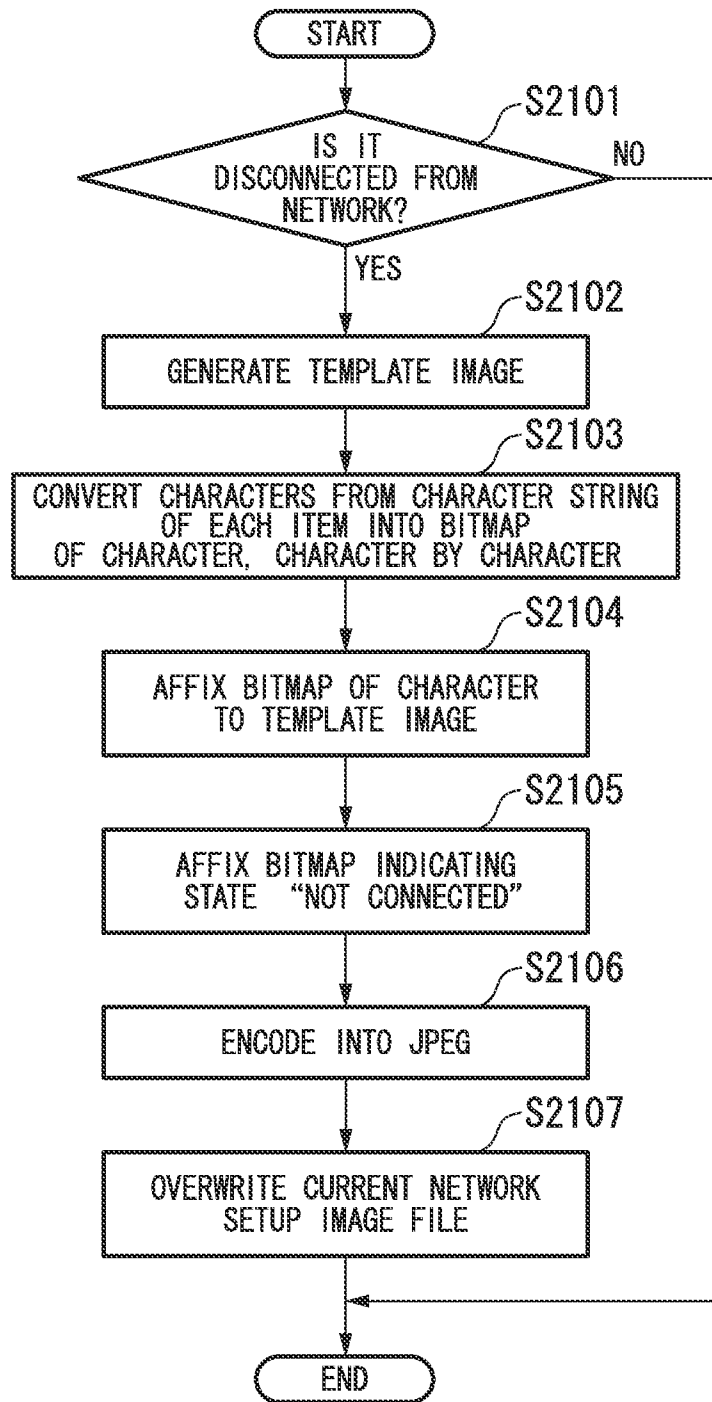 START
S2101
IS IT
DISCONNECTED FROM
NETWORK?
NO
YES
S2102
GENERATE TEMPLATE IMAGE
S2103
CONVERT CHARACTERS FROM CHARACTER STRING
OF EACH ITEM INTO BITMAP
OF CHARACTER, CHARACTER BY CHARACTER
S2104
AFFIX BITMAP OF CHARACTER
TO TEMPLATE IMAGE
S2105
AFFIX BITMAP INDICATING
STATE “NOT CONNECTED”
S2106
ENCODE INTO JPEG
S2107
OVERWRITE CURRENT NETWORK
SETUP IMAGE FILE
END